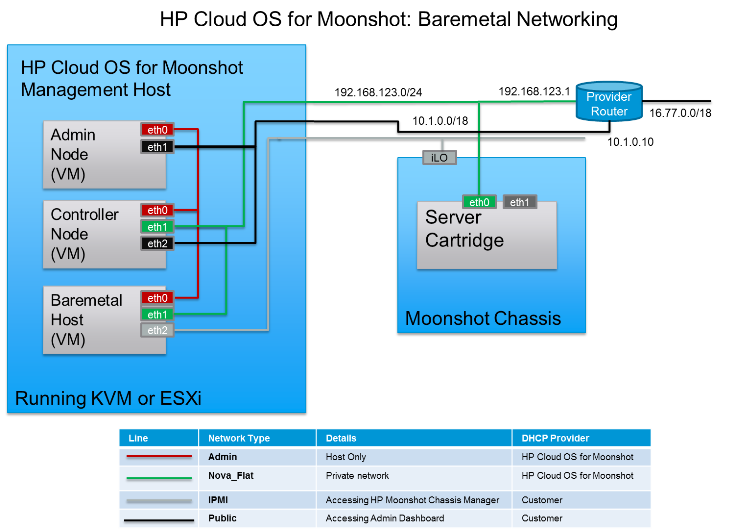 HP Cloud OS for Moonshot: Baremetal Networking
HP Cloud OS for Moonshot
Management Host
Admin
Node
(VM)
eth0
eth1
Controller
Node
(VM)
eth0
eth1
eth2
Baremetal
Host
(VM)
eth0
eth1
eth2
Running KVM or ESXi
192.168.123.0/24
192.168.123.1
10.1.0.0/18
Provider
Router
16.77.0.0/18
10.1.0.10
iLO
eth0
eth1
Server
Cartridge
Moonshot Chassis
Line Network Type Details DHCP Provider
Admin Host Only HP Cloud OS for Moonshot
Nova_Flat Private network HP Cloud OS for Moonshot
IPMI Accessing HP Moonshot Chassis Manager Customer
Public Accessing Admin Dashboard Customer